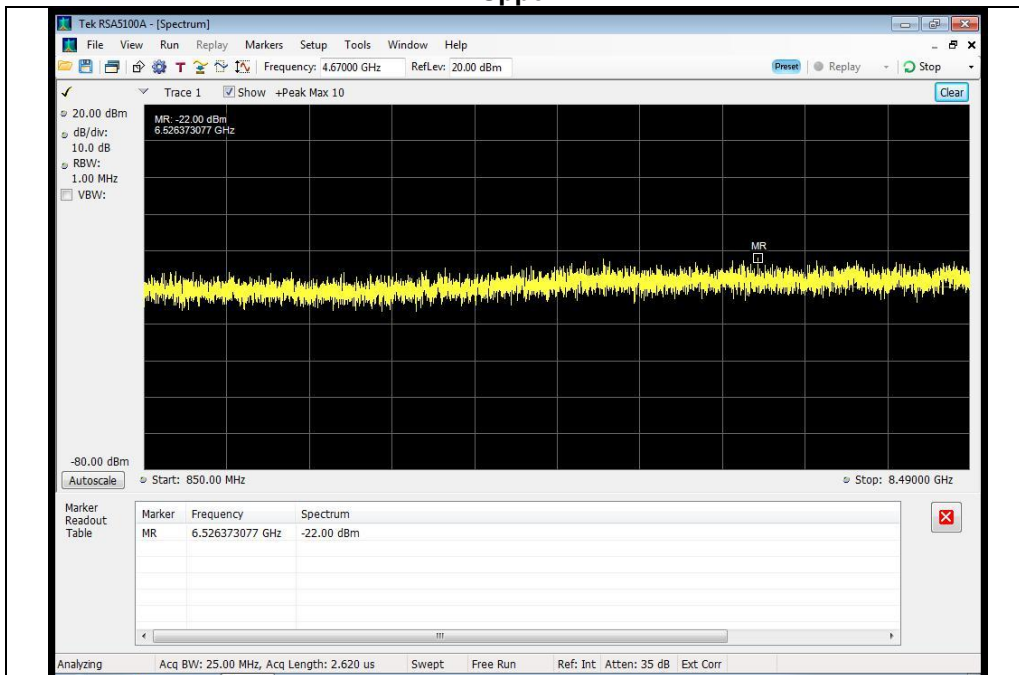 Tek RSA5100A - [Spectrum]
File View Run Replay Markers Setup Tools Window Help
Frequency: 4.67000 GHz RefLev: 20.00 dBm Preset Replay Stop
Trace 1 Show +Peak Max 10 Clear
20.00 dBm
dB/div:
10.0 dB
RBW:
1.00 MHz
VBW:
MR: -22.00 dBm
6.526373077 GHz
MR
-80.00 dBm
Autoscale Start: 850.00 MHz Stop: 8.49000 GHz
Marker
Readout
Table
Marker Frequency Spectrum
MR 6.526373077 GHz -22.00 dBm
Analyzing Acq BW: 25.00 MHz, Acq Length: 2.620 us Swept Free Run Ref: Int Atten: 35 dB Ext Corr